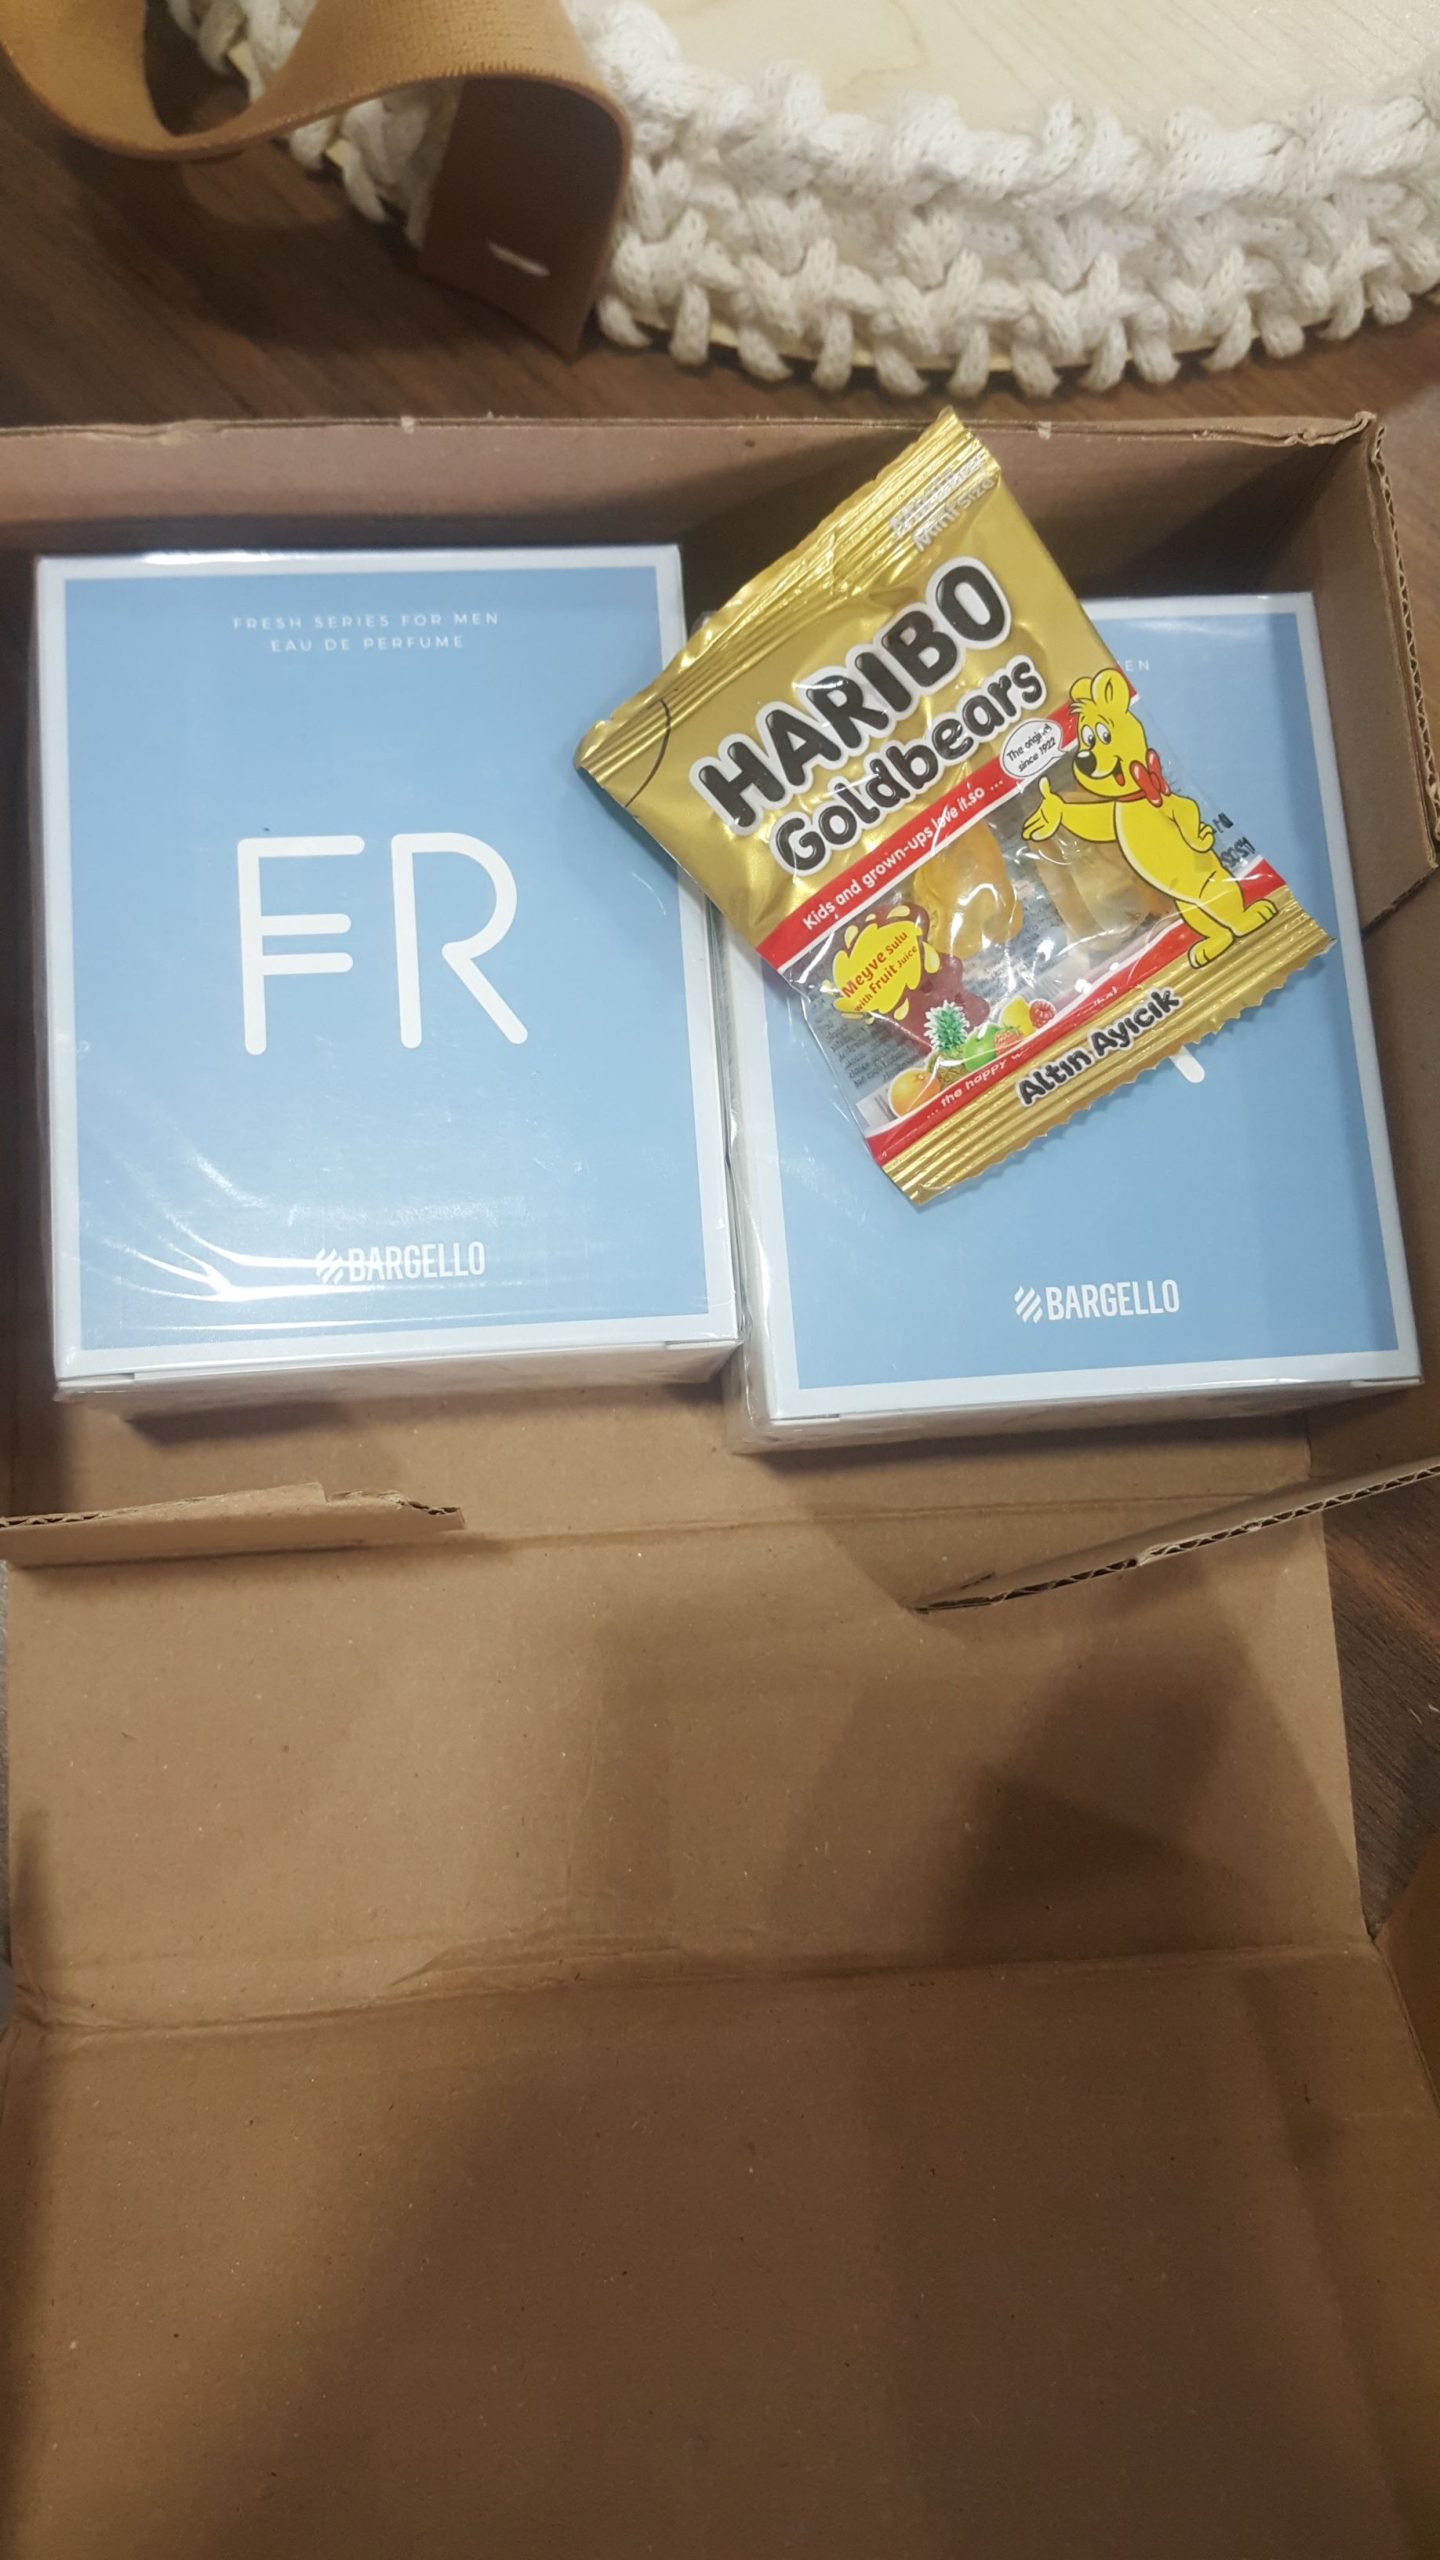 FRESH SERIES FOR MEN
EAU DE PERFUME
FR
BARGELLO
Mini Size
HARIBO
Goldbears
Kids and grown-ups love it so ...
The original
since 1922
Meyve Sulu
with Fruit Juice
... the happy
Altın Ayıcık
EN
BARGELLO